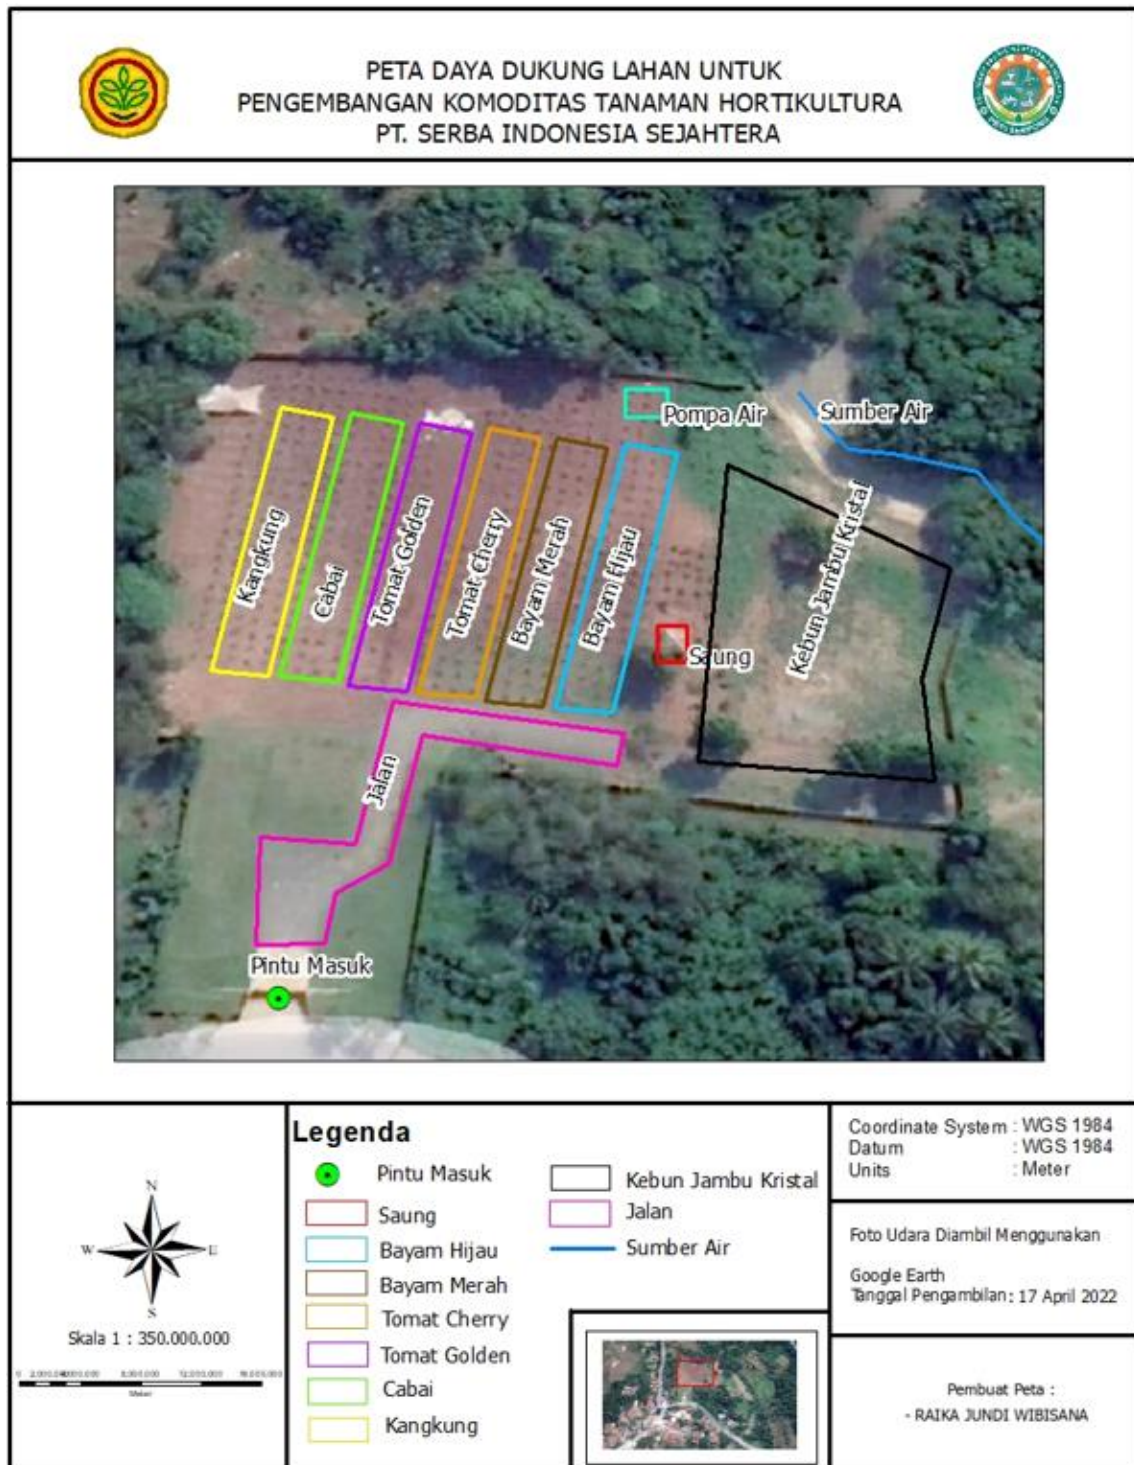 PETA DAYA DUKUNG LAHAN UNTUK
PENGEMBANGAN KOMODITAS TANAMAN HORTIKULTURA
PT. SERBA INDONESIA SEJAHTERA
Pompa Air
Sumber Air
Kangkung
Cabai
Tomat Golden
Tomat Cherry
Bayam Merah
Bayam Hijau
Saung
Kebun Jambu Kristal
Jalan
Pintu Masuk
N
W
E
S
Skala 1 : 350.000.000
Meter
Legenda
Pintu Masuk
Saung
Bayam Hijau
Bayam Merah
Tomat Cherry
Tomat Golden
Cabai
Kangkung
Kebun Jambu Kristal
Jalan
Sumber Air
Coordinate System : WGS 1984
Datum : WGS 1984
Units : Meter
Foto Udara Diambil Menggunakan
Google Earth
Tanggal Pengambilan : 17 April 2022
Pembuat Peta :
- RAIKA JUNDI WIBISANA